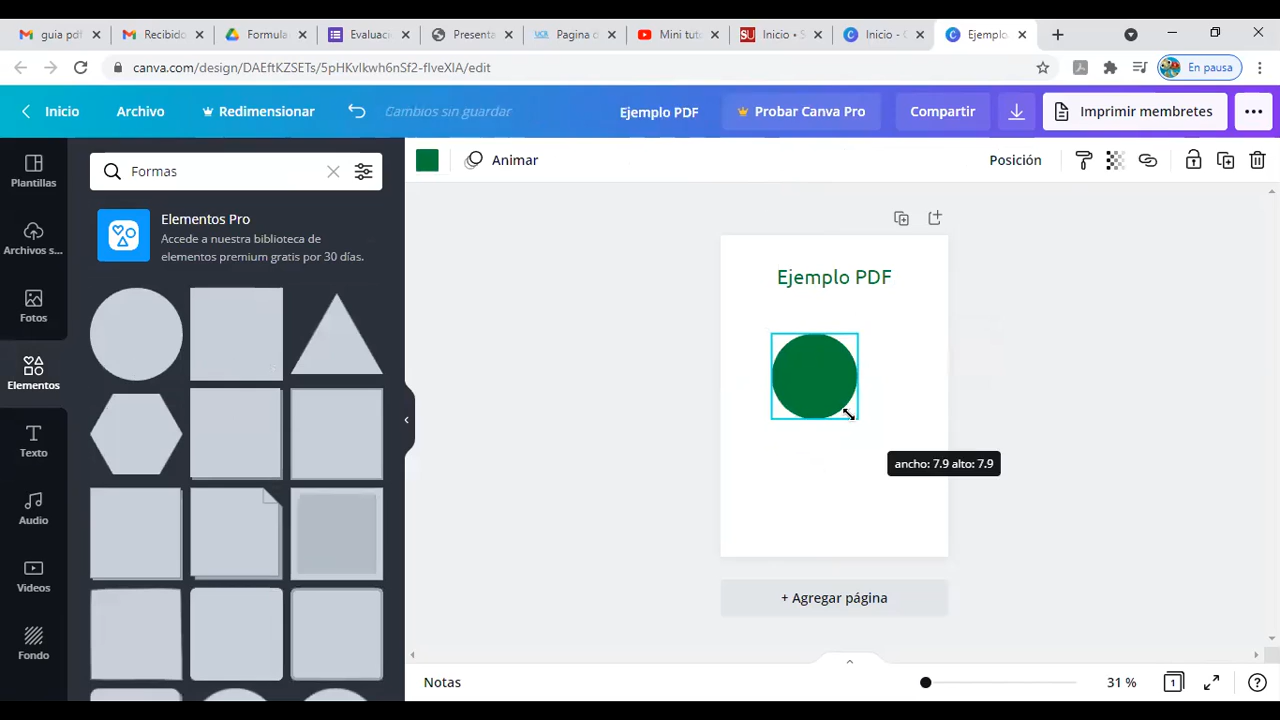 guia pdf
Recibido
Formula
Evaluac
Presenta
Pagina d
Mini tut
SU Inicio • S
Inicio - C
Ejemplo
canva.com/design/DAEftKZSETs/5pHKvlkwh6nSf2-flveXIA/edit
En pausa
Inicio
Archivo
Redimensionar
Cambios sin guardar
Ejemplo PDF
Probar Canva Pro
Compartir
Imprimir membretes
Plantillas
Formas
Animar
Posición
Archivos s...
Elementos Pro
Accede a nuestra biblioteca de
elementos premium gratis por 30 días.
Fotos
Elementos
Texto
Audio
Videos
Fondo
Ejemplo PDF
ancho: 7.9 alto: 7.9
+ Agregar página
Notas
31 %
1